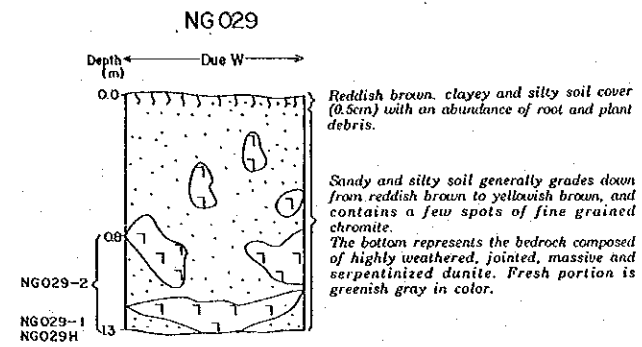 NG029
Depth
(m)
Due W
0.0
Reddish brown, clayey and silty soil cover
(0.5cm) with an abundance of root and plant
debris.
Sandy and silty soil generally grades down
from reddish brown to yellowish brown, and
contains a few spots of fine grained
chromite.
0.8
The bottom represents the bedrock composed
of highly weathered, jointed, massive and
serpentinized dunite. Fresh portion is
greenish gray in color.
NG029-2
NG029-1
NG029H
1.3